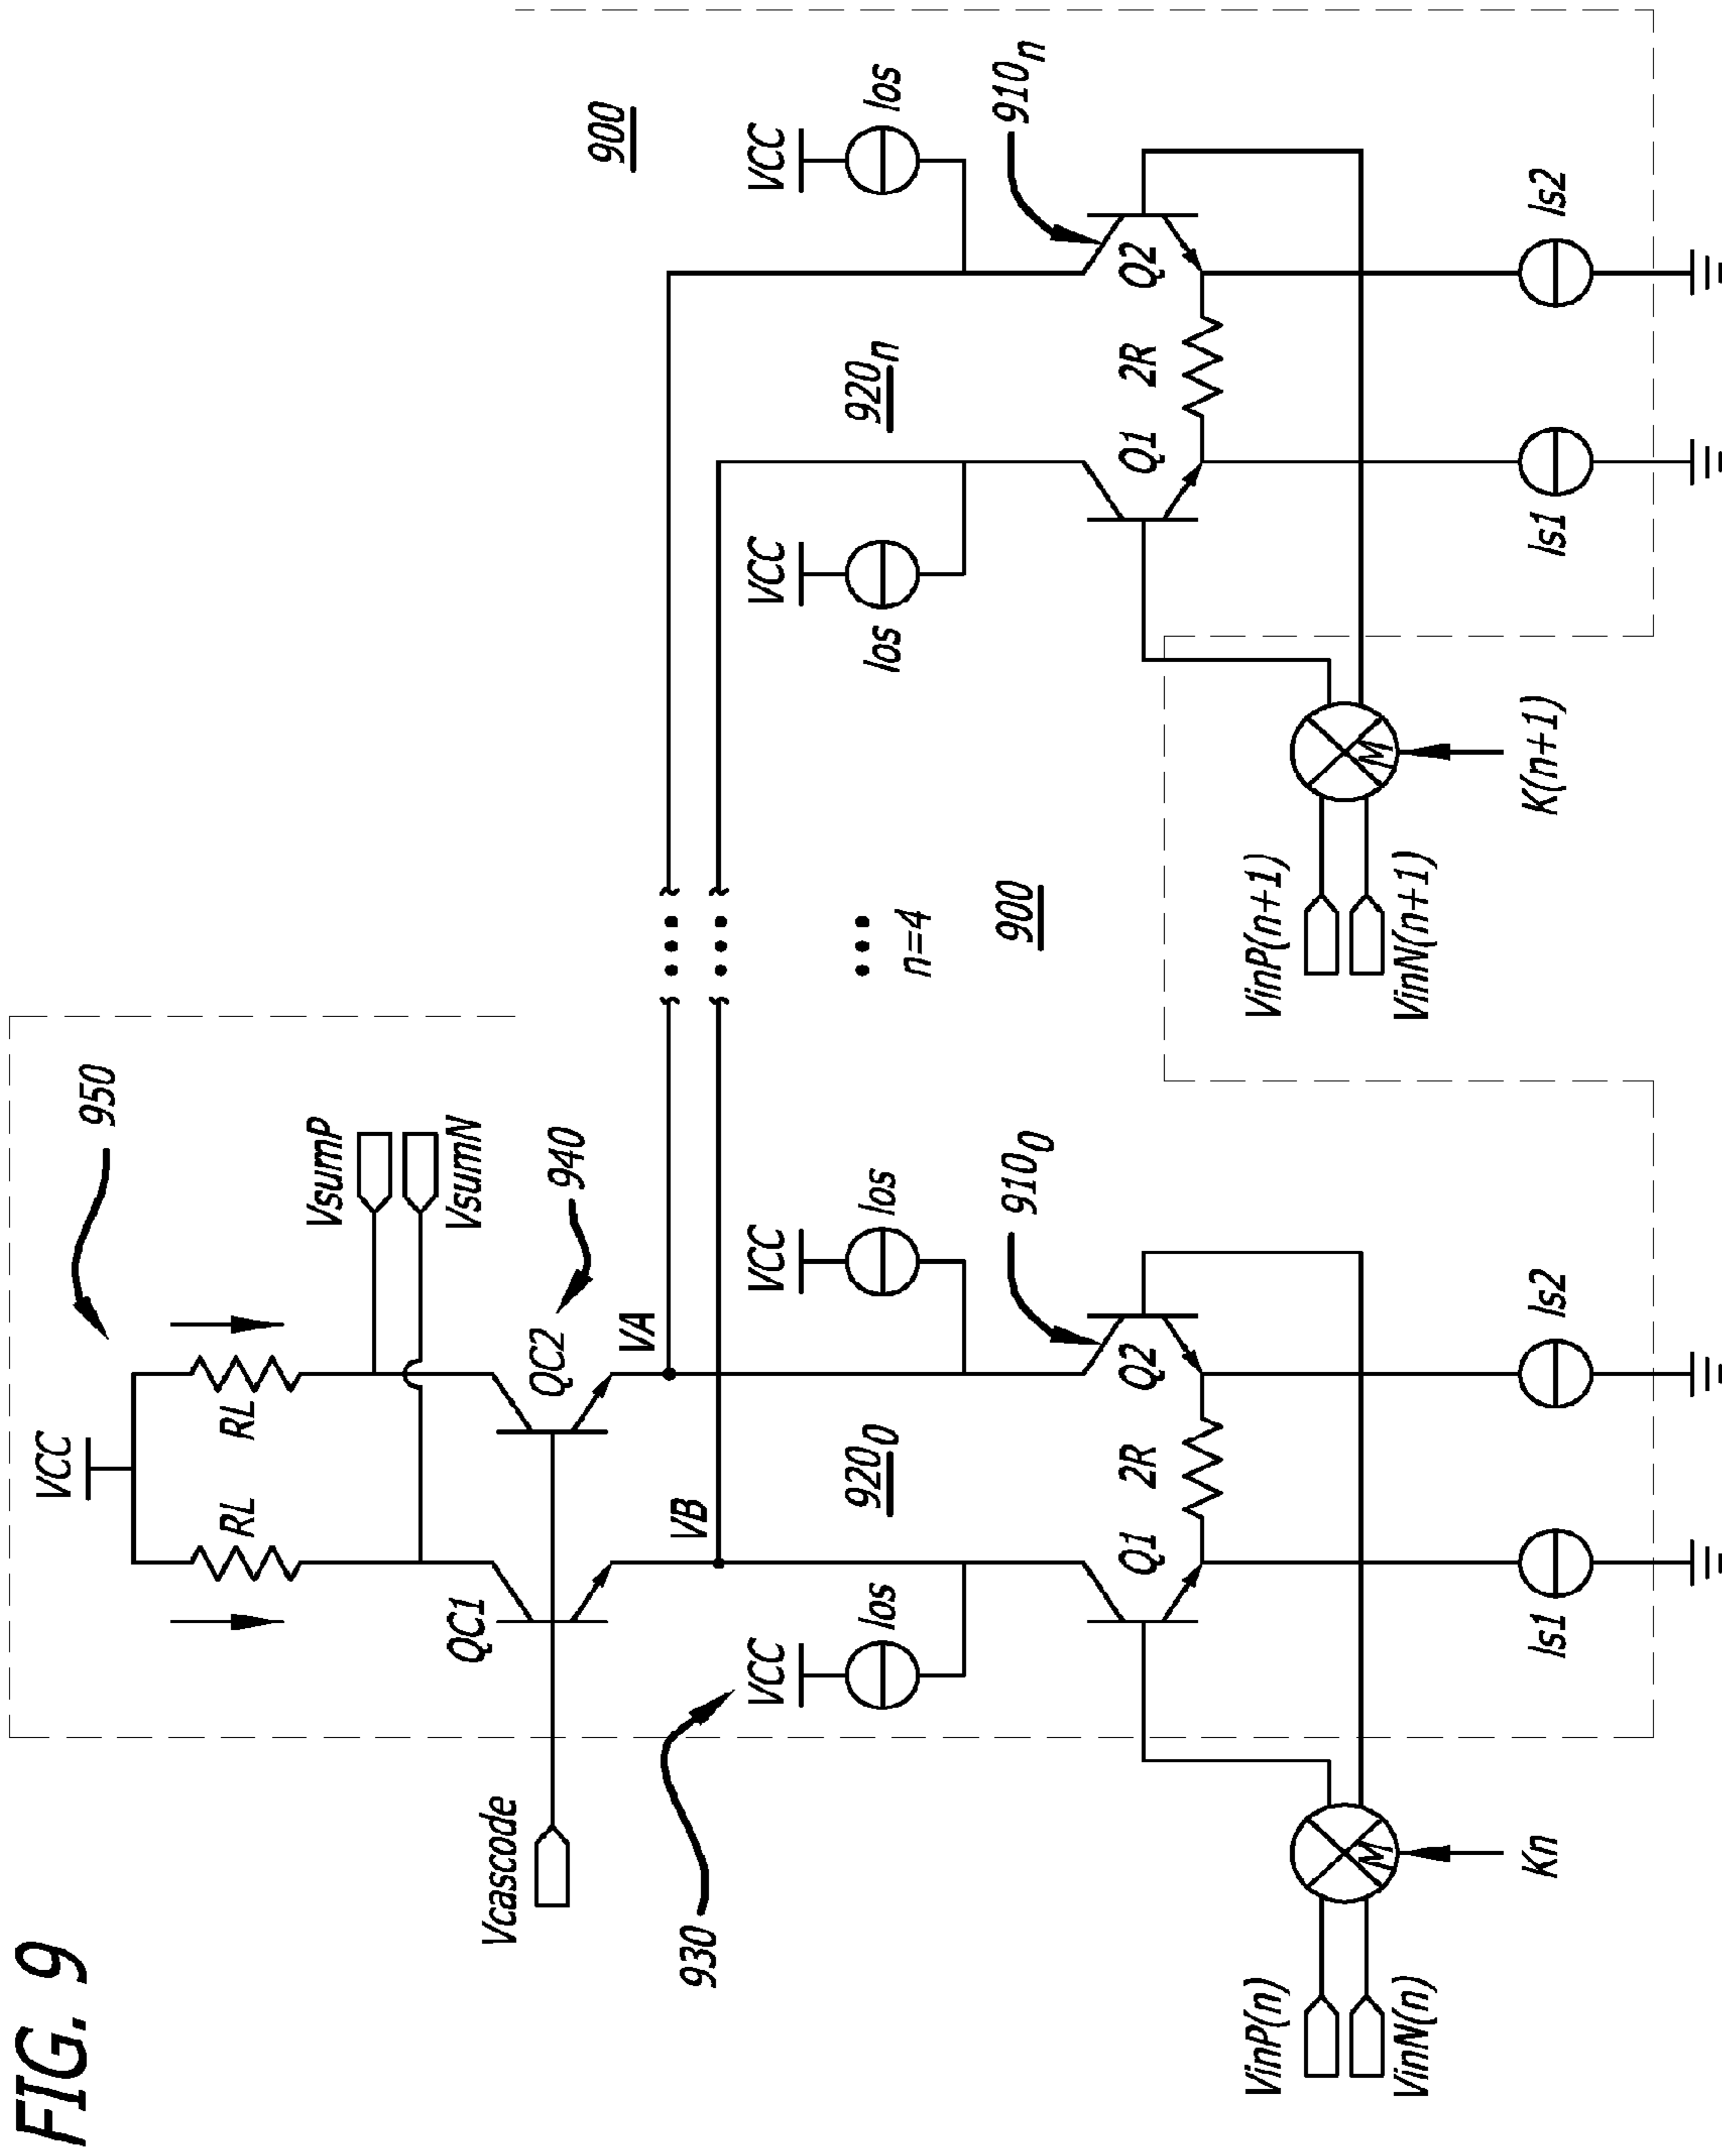 FIG. 9
950
VCC
RL
RL
VsumP
VsumN
QC1
QC2
940
Vcascode
VA
VB
930
VCC
Ios
VCC
Ios
920₀
910₀
Q1
2R
Q2
Is1
Is2
VinP(n)
VinN(n)
M
Kn
n=4
900
900
VCC
Ios
VCC
Ios
920n
910n
Q1
2R
Q2
Is1
Is2
VinP(n+1)
VinN(n+1)
M
K(n+1)